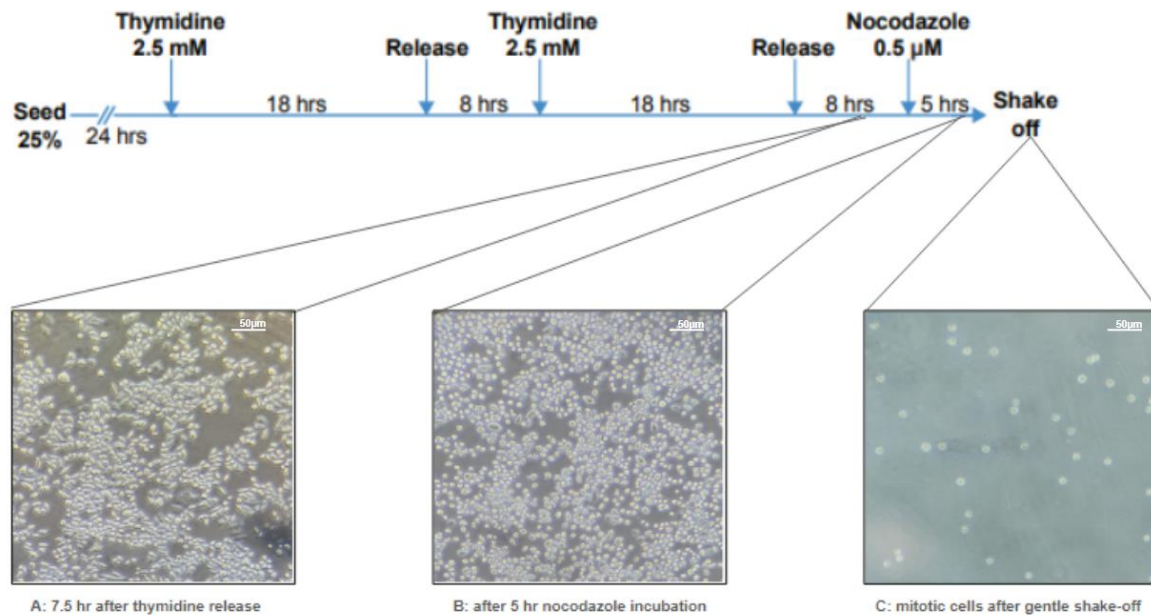 Thymidine
2.5 mM
Release
Thymidine
2.5 mM
Release
Nocodazole
0.5 µM
Seed
25%
24 hrs
18 hrs
8 hrs
18 hrs
8 hrs
5 hrs
Shake
off
50µm
50µm
50µm
A: 7.5 hr after thymidine release
B: after 5 hr nocodazole incubation
C: mitotic cells after gentle shake-off